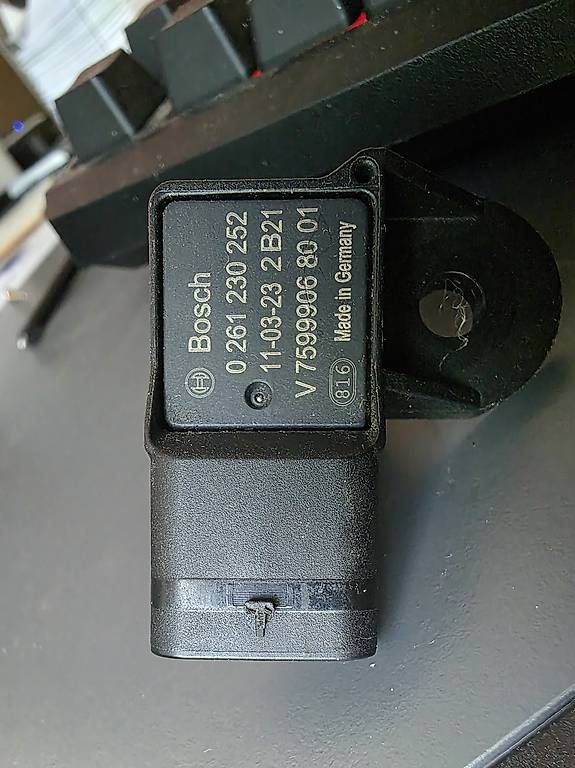 Bosch
0 261 230 252
11-03-23 2 B21
V 7599906 80 01
816 Made in Germany